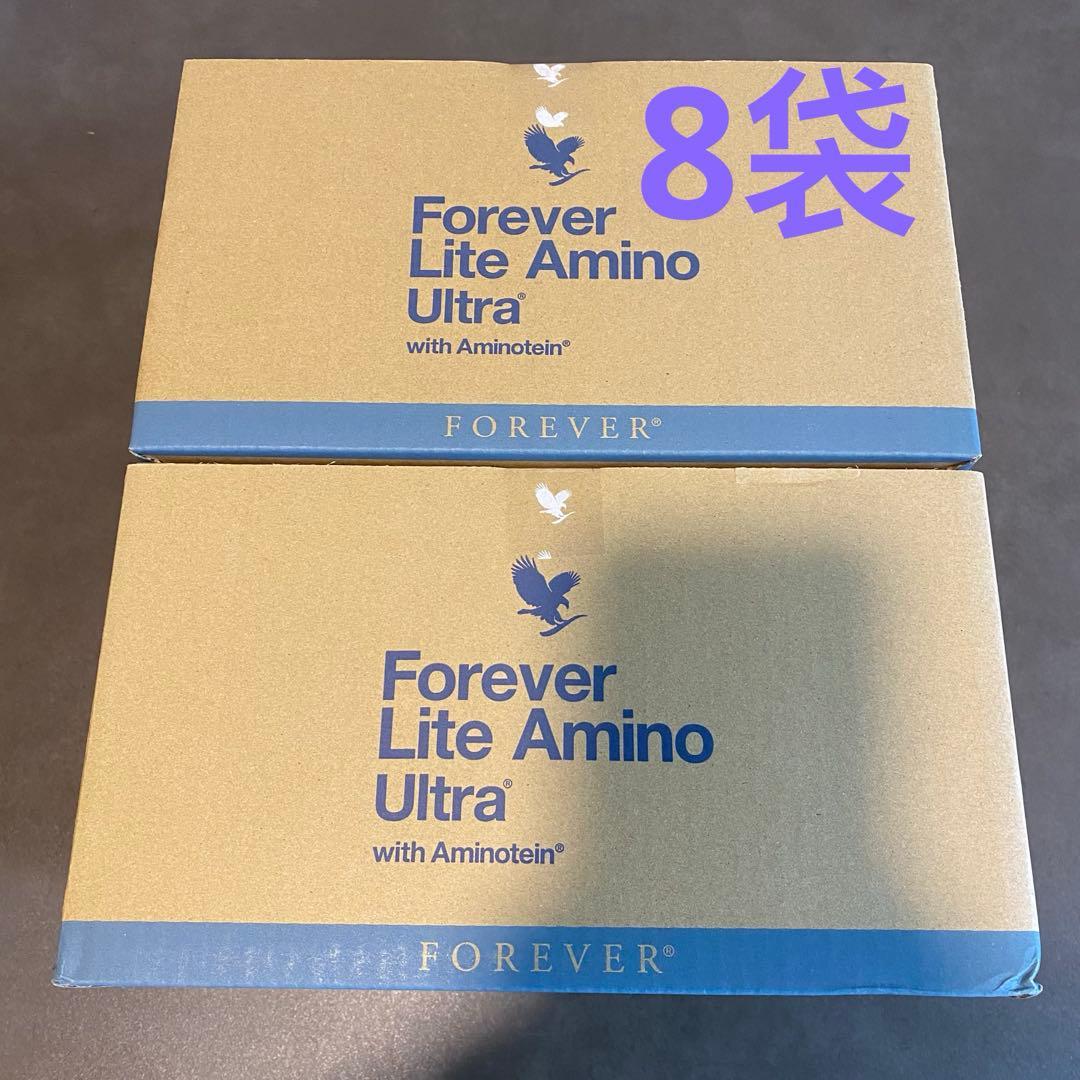 8袋
Forever
Lite Amino
Ultra®
with Aminotein®
FOREVER®
Forever
Lite Amino
Ultra®
with Aminotein®
FOREVER®